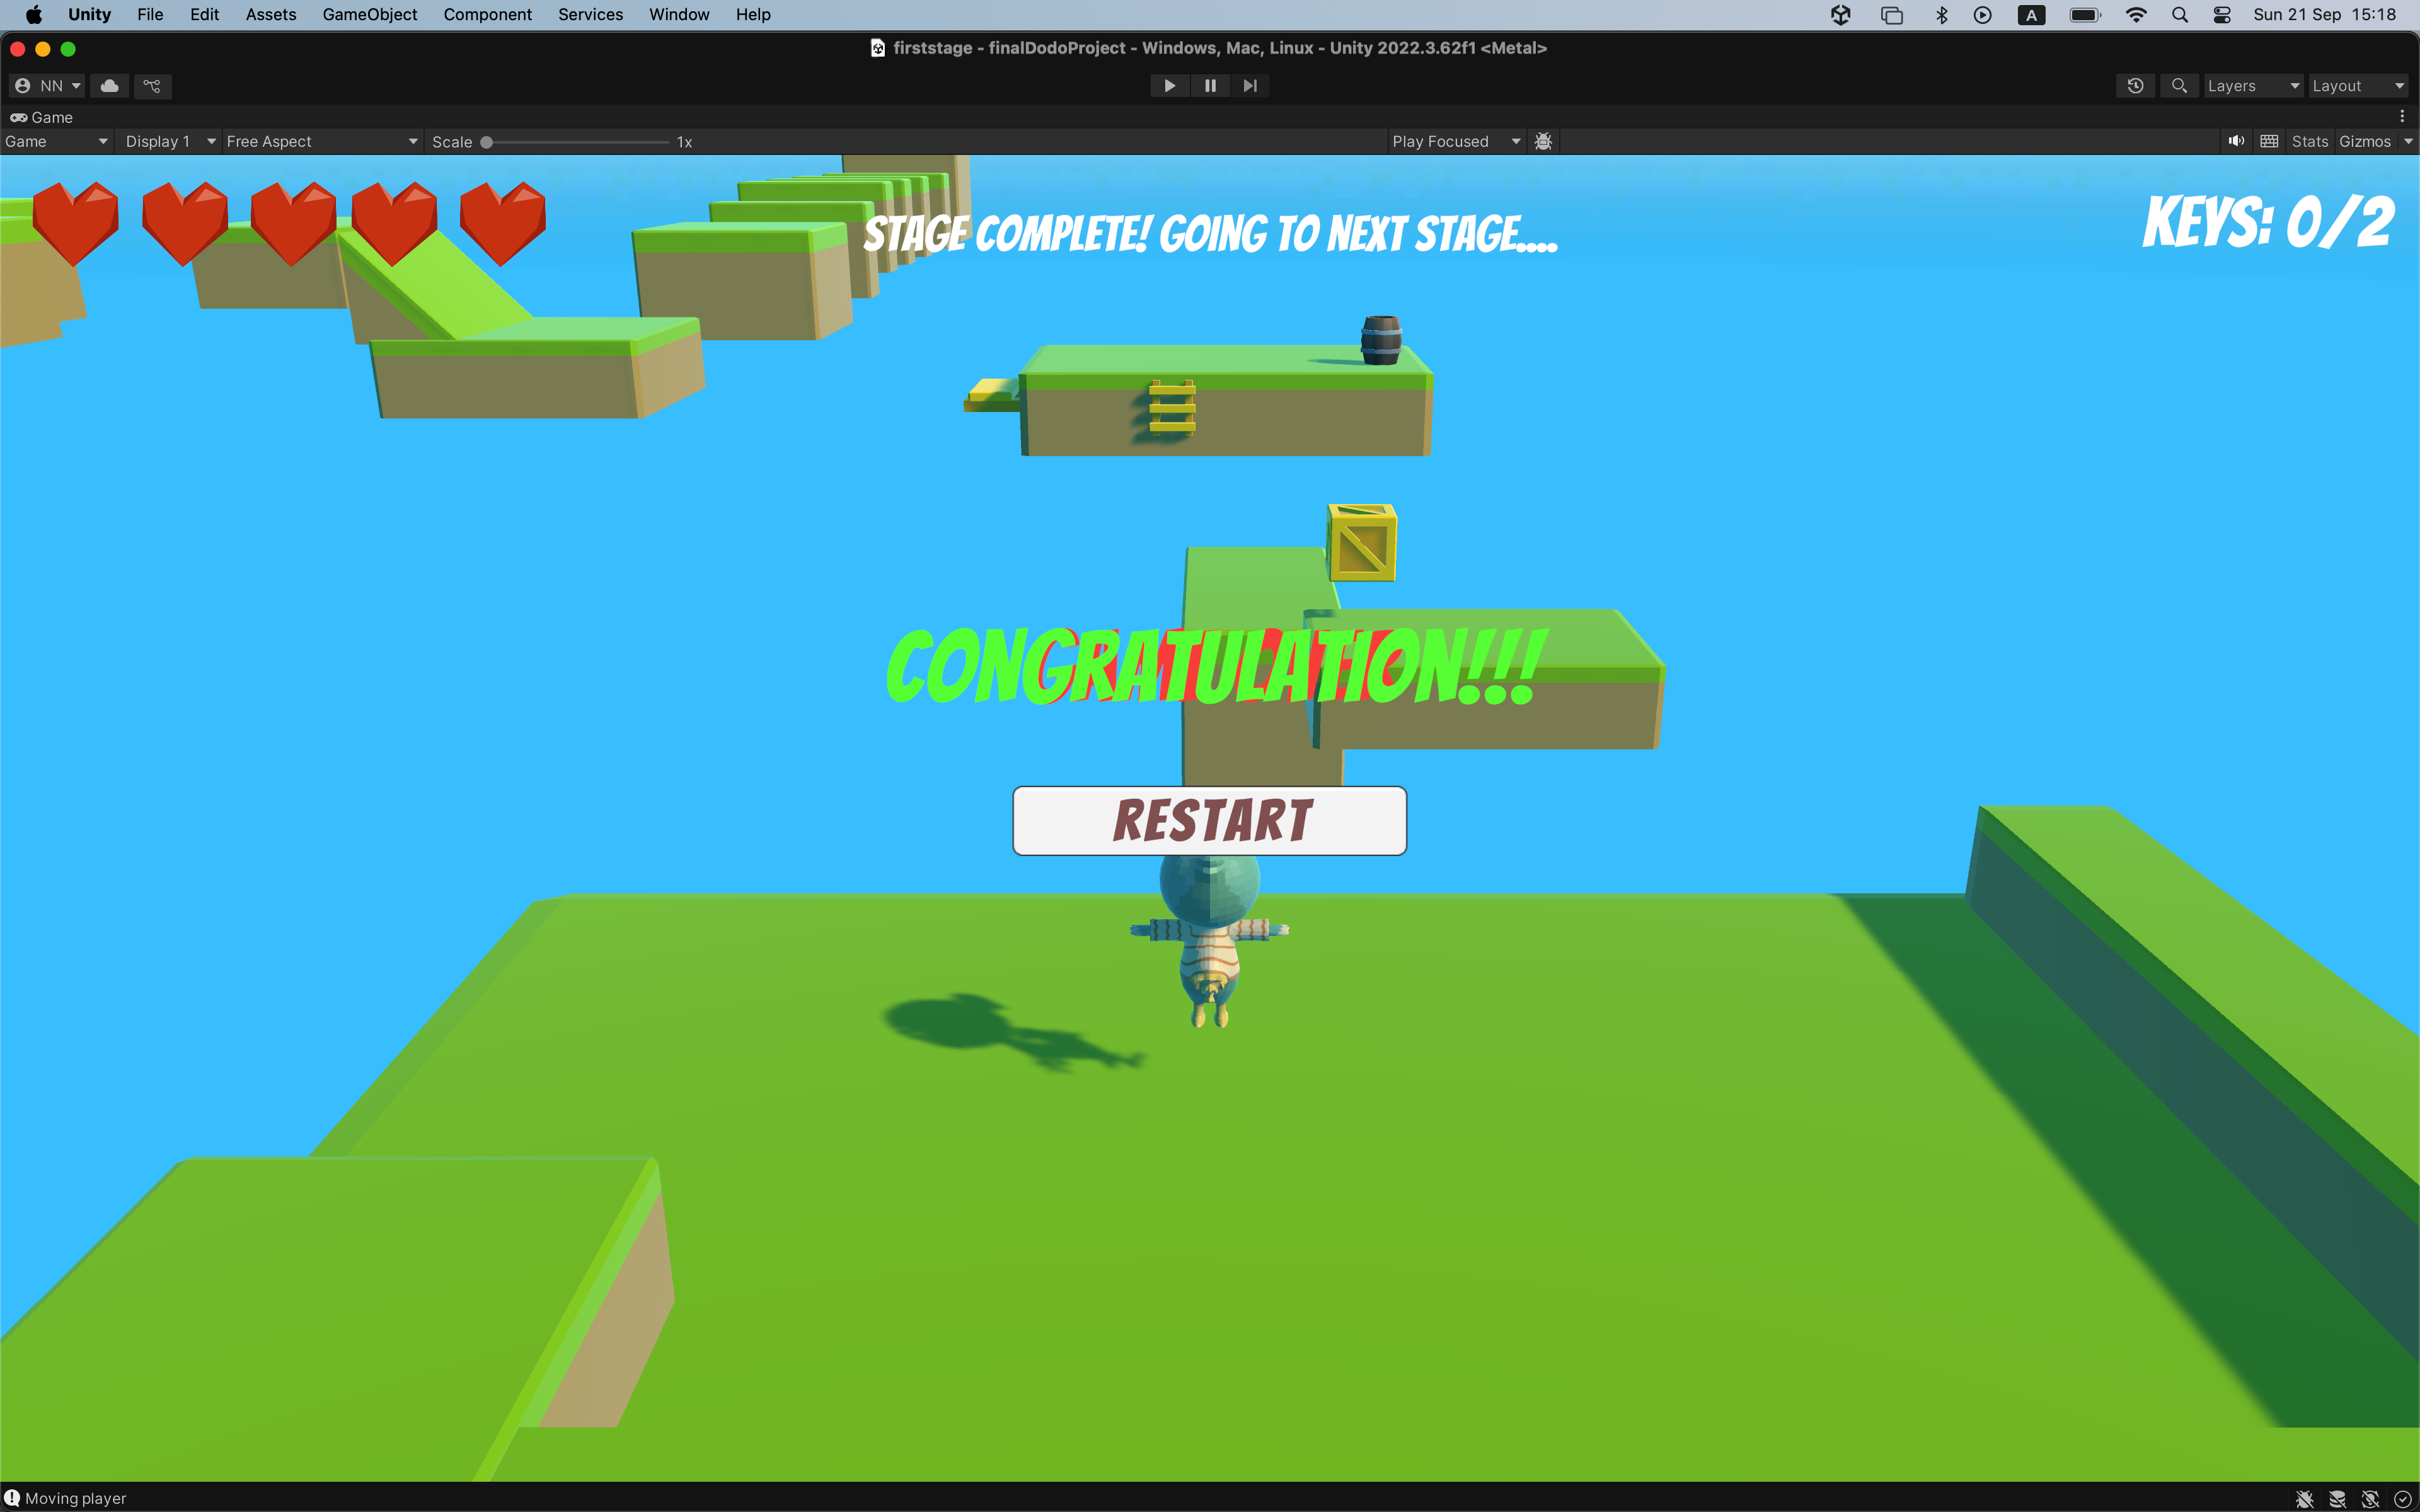 Unity File Edit Assets GameObject Component Services Window Help A Sun 21 Sep 15:18
firststage - finalDodoProject - Windows, Mac, Linux - Unity 2022.3.62f1 <Metal>
NN Layers Layout
Game
Game Display 1 Free Aspect Scale 1x Play Focused Stats Gizmos
STAGE COMPLETE! GOING TO NEXT STAGE....
KEYS: 0/2
CONGRATULATION!!!
RESTART
Moving player